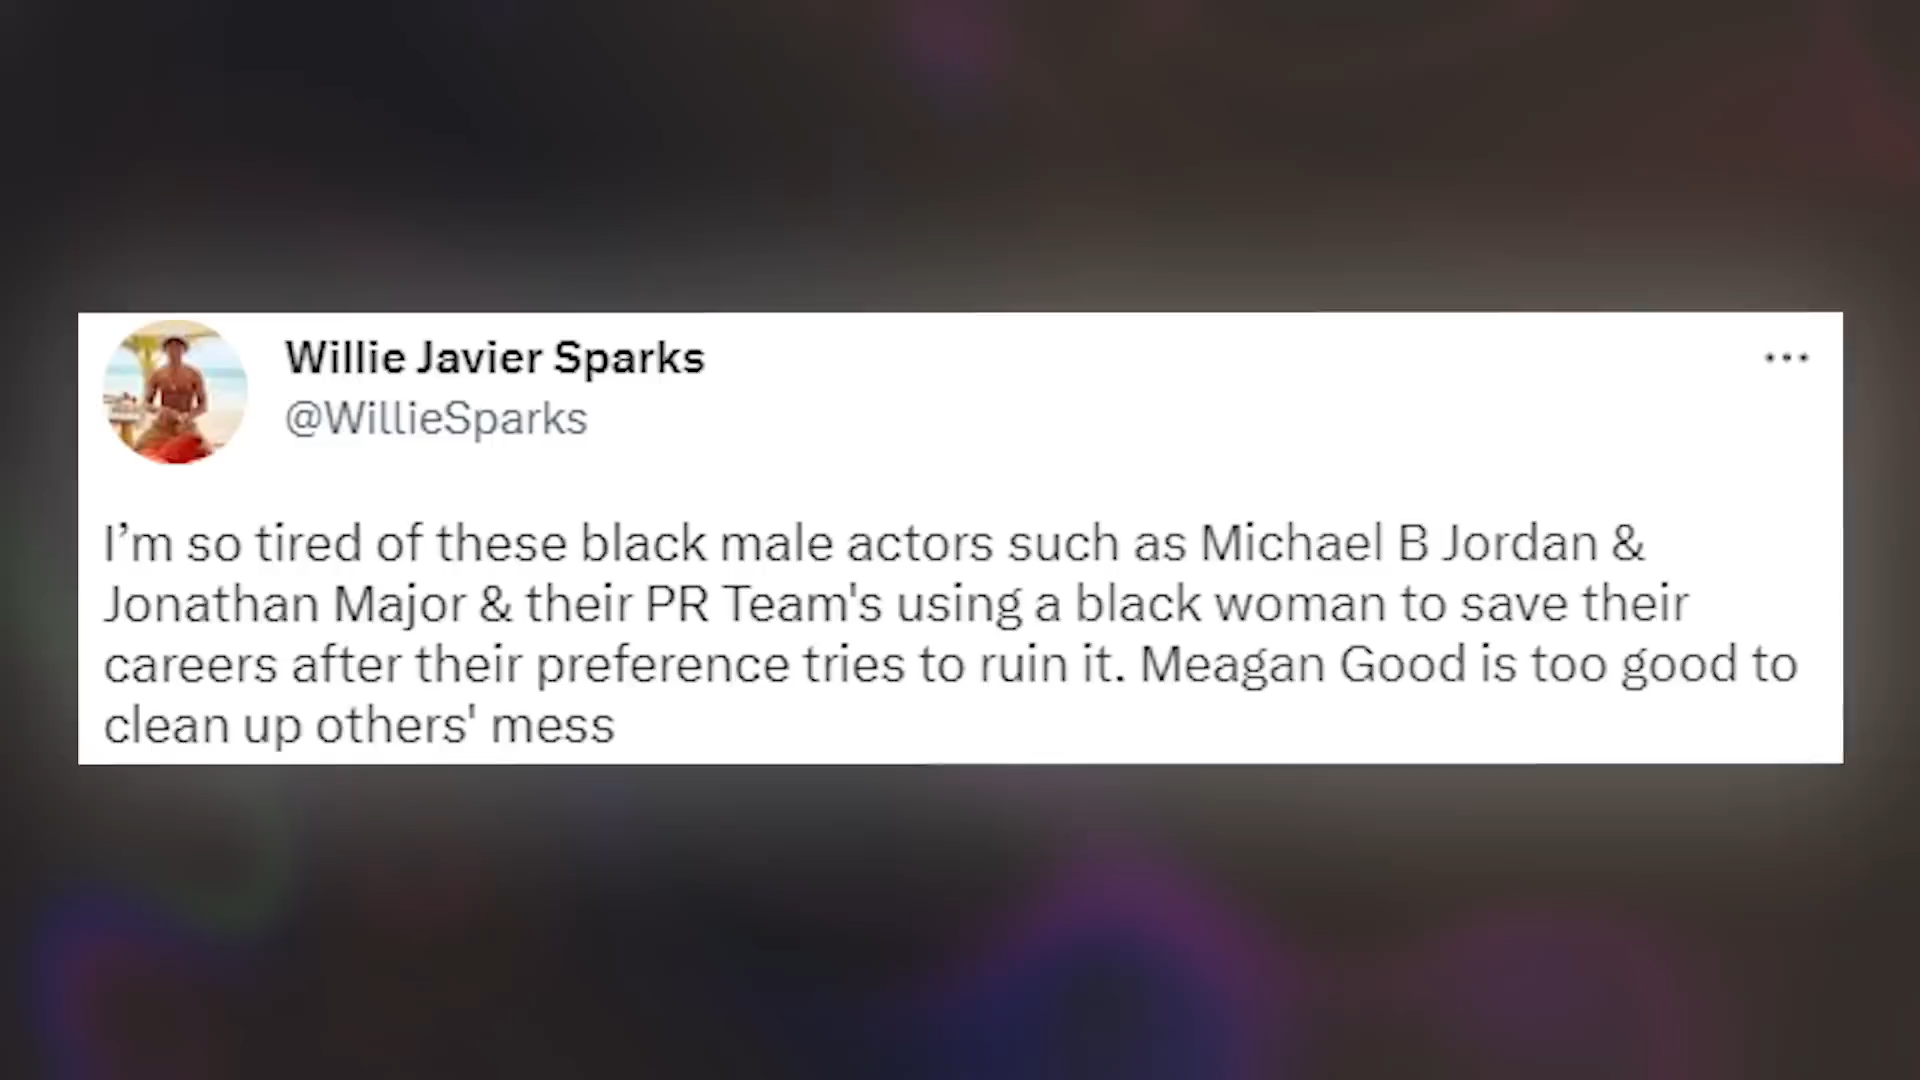 Willie Javier Sparks
@WillieSparks
I’m so tired of these black male actors such as Michael B Jordan &
Jonathan Major & their PR Team's using a black woman to save their
careers after their preference tries to ruin it. Meagan Good is too good to
clean up others' mess